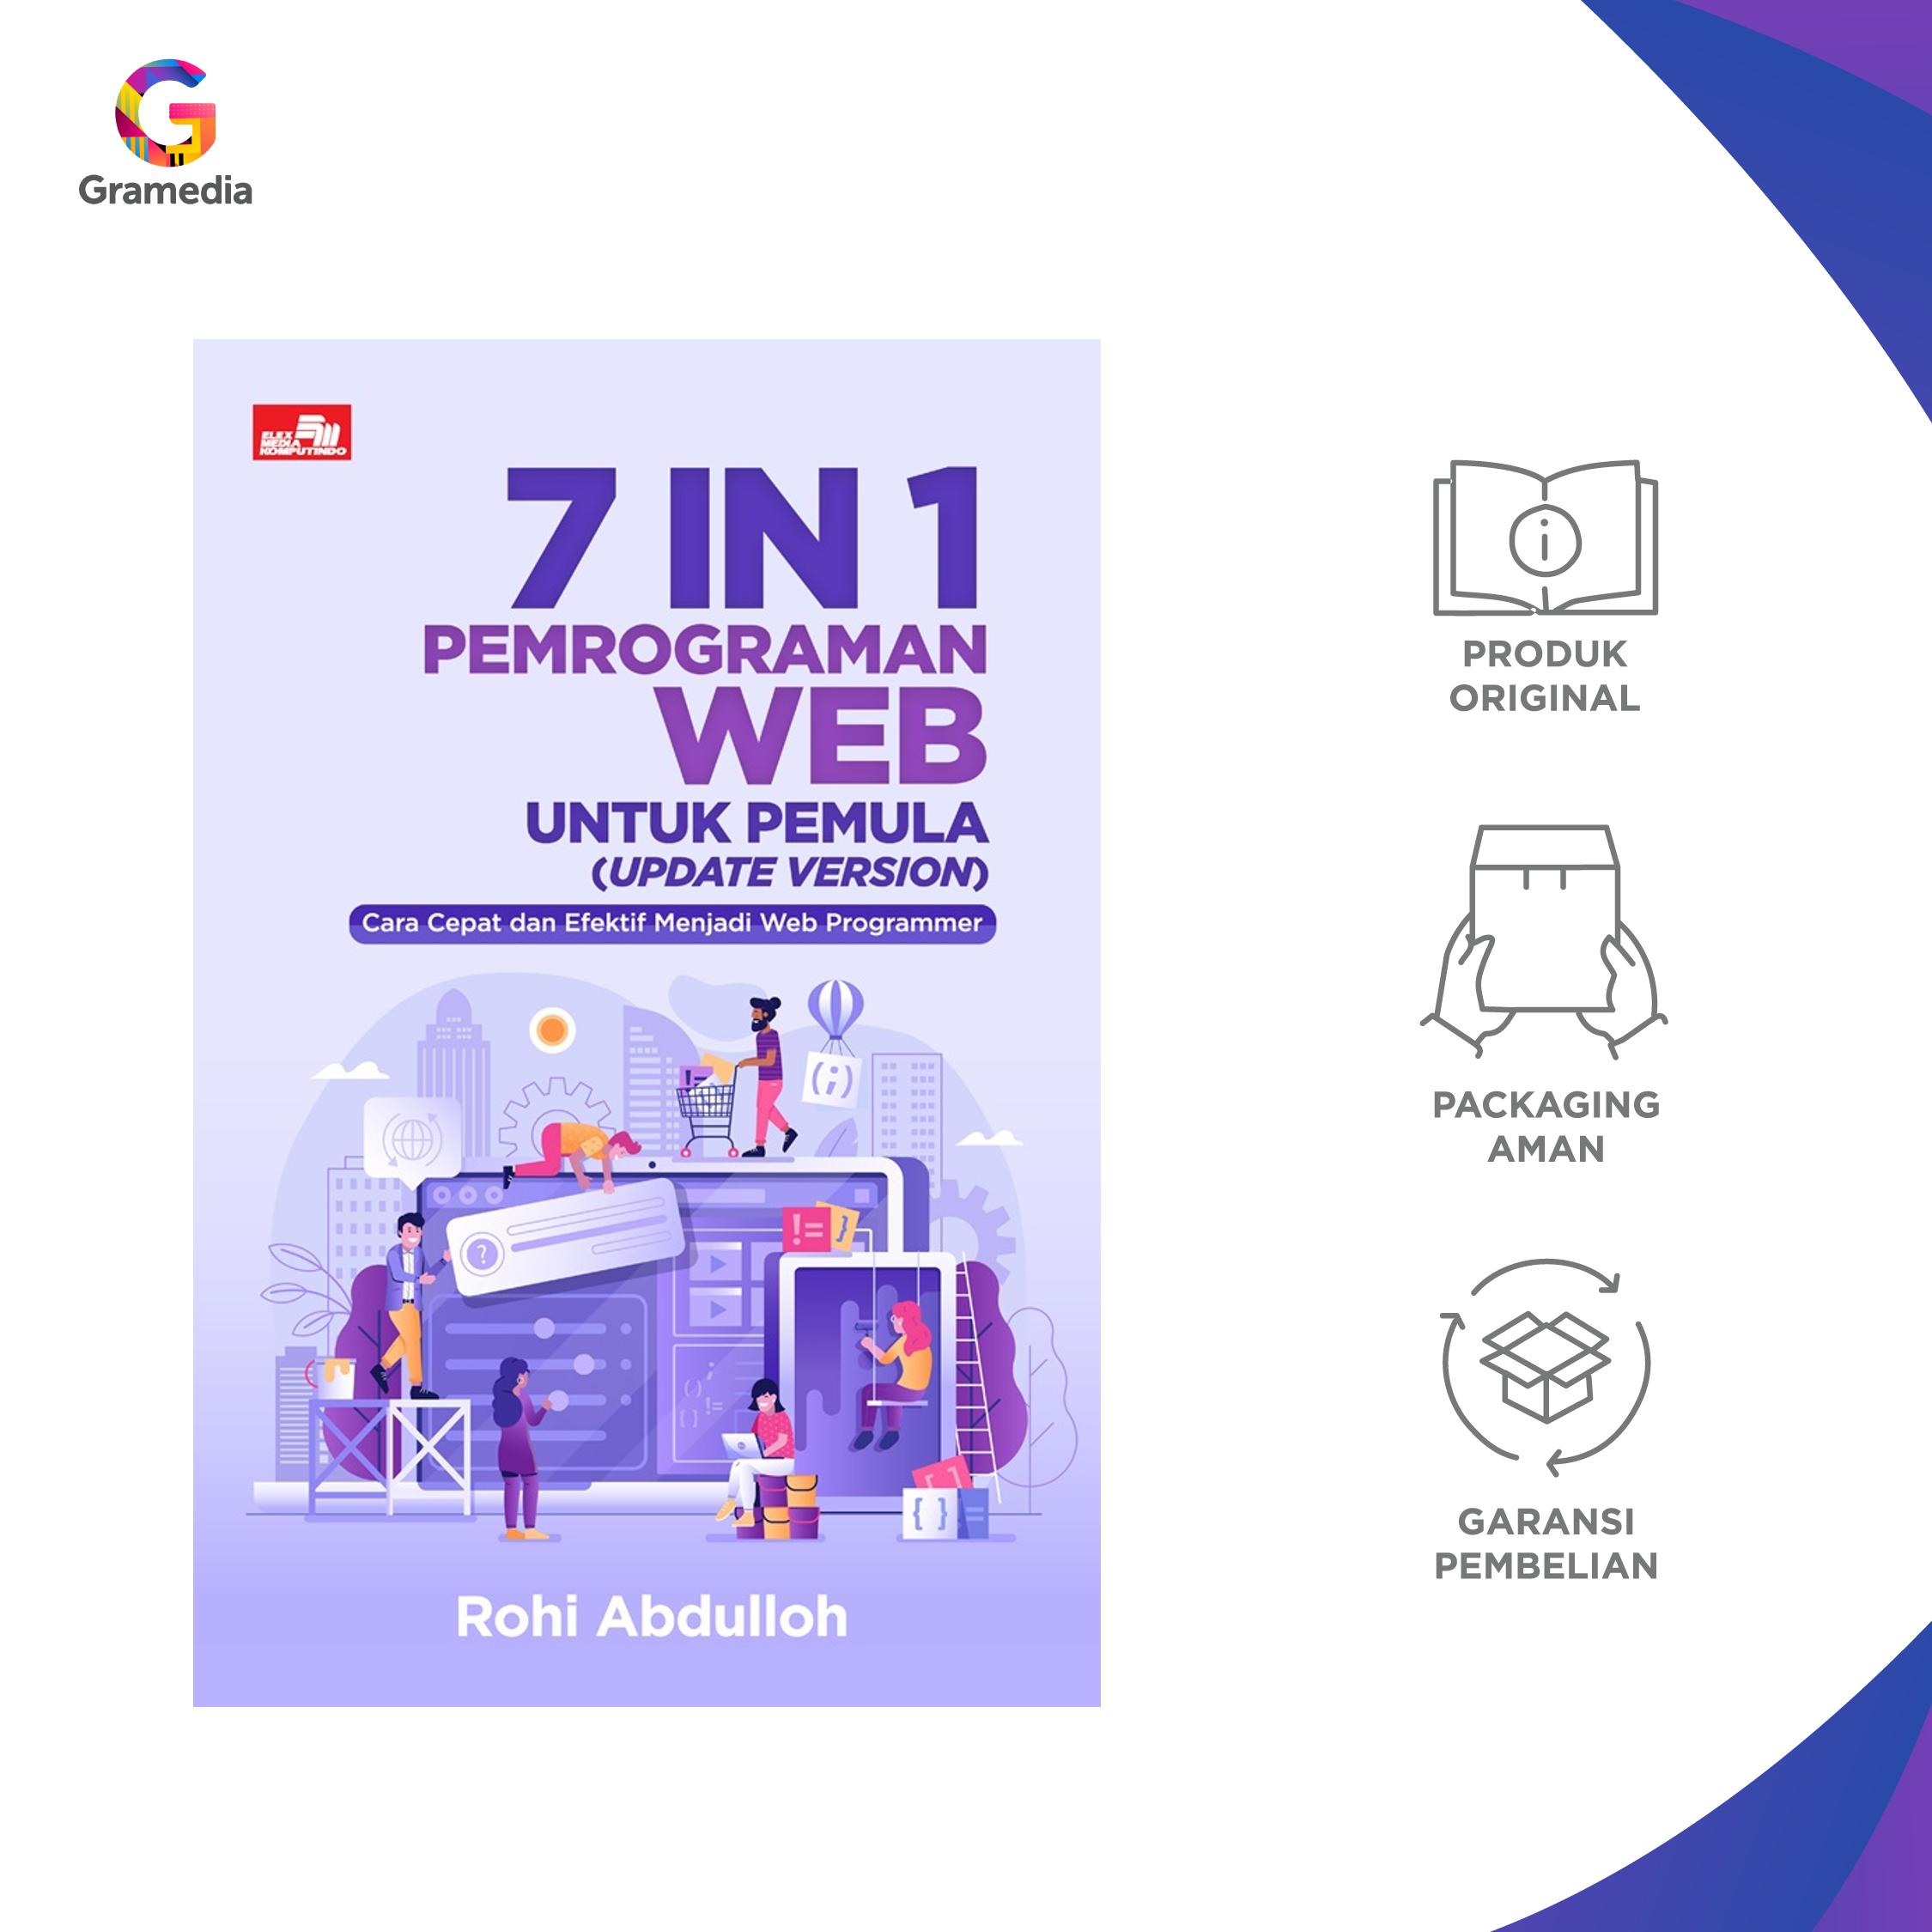 Gramedia
ELEX
MEDIA
KOMPUTINDO
7 IN 1
PEMROGRAMAN
WEB
UNTUK PEMULA
(UPDATE VERSION)
Cara Cepat dan Efektif Menjadi Web Programmer
!=
(;)
?
!= }
(;)
{ } !=
[ ]
{ } =
Rohi Abdulloh
PRODUK
ORIGINAL
PACKAGING
AMAN
GARANSI
PEMBELIAN